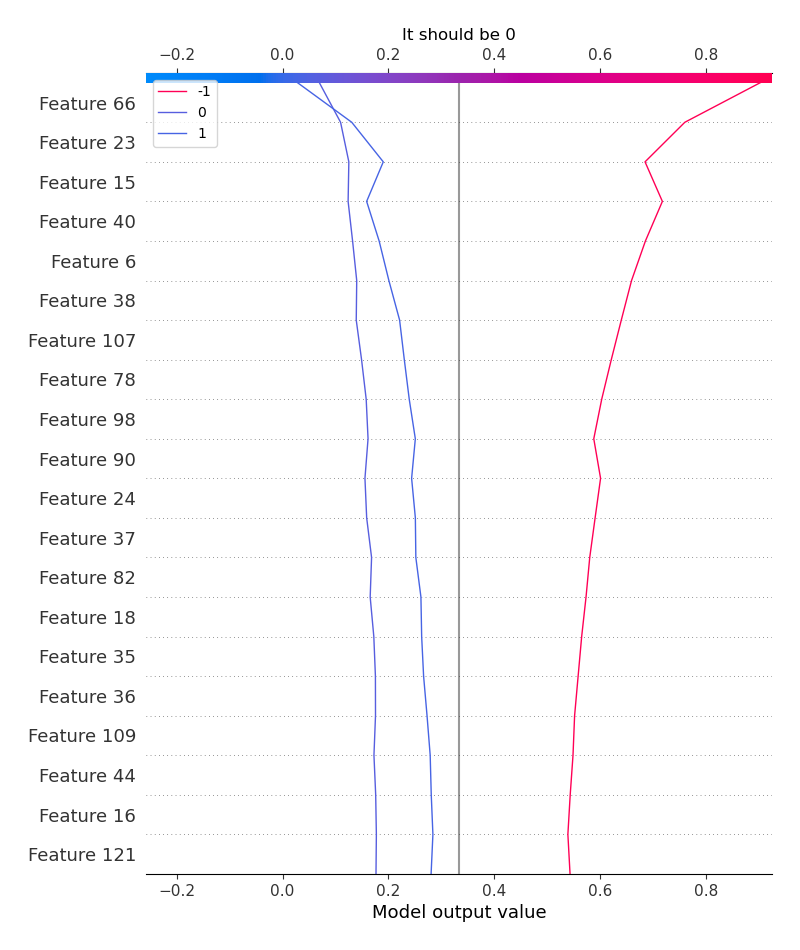 It should be 0
−0.2 0.0 0.2 0.4 0.6 0.8
-1
0
1
Feature 66
Feature 23
Feature 15
Feature 40
Feature 6
Feature 38
Feature 107
Feature 78
Feature 98
Feature 90
Feature 24
Feature 37
Feature 82
Feature 18
Feature 35
Feature 36
Feature 109
Feature 44
Feature 16
Feature 121
−0.2 0.0 0.2 0.4 0.6 0.8
Model output value